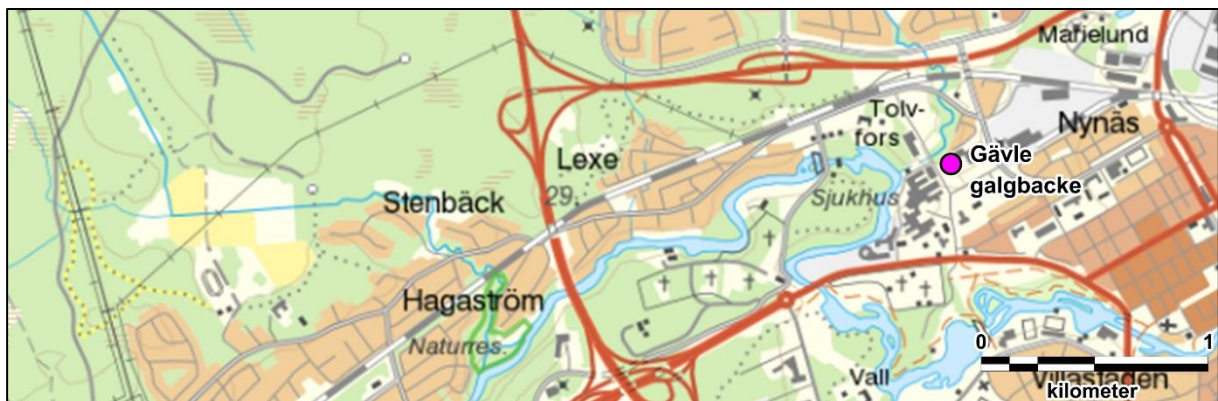 Marielund
Tolv-
fors
Nynäs
Lexe
Gävle
galgbacke
29.
Stenbäck
Sjukhus
Hagaström
Naturres.
0
1
Vall
Villastaden
kilometer